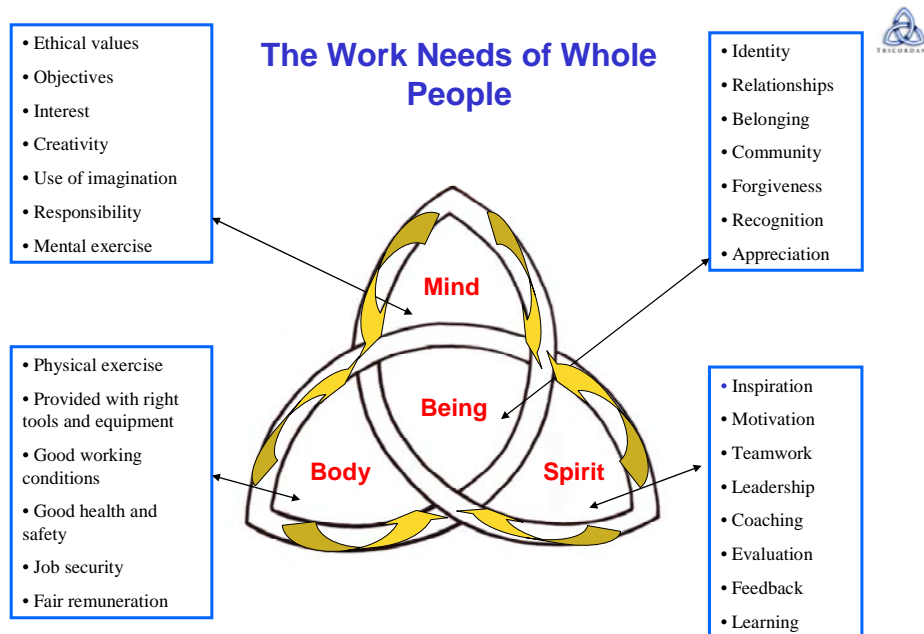 • Ethical values
• Objectives
• Interest
• Creativity
• Use of imagination
• Responsibility
• Mental exercise
The Work Needs of Whole
People
• Identity
• Relationships
• Belonging
• Community
• Forgiveness
• Recognition
• Appreciation
Mind
Being
Body
Spirit
• Physical exercise
• Provided with right
tools and equipment
• Good working
conditions
• Good health and
safety
• Job security
• Fair remuneration
• Inspiration
• Motivation
• Teamwork
• Leadership
• Coaching
• Evaluation
• Feedback
• Learning